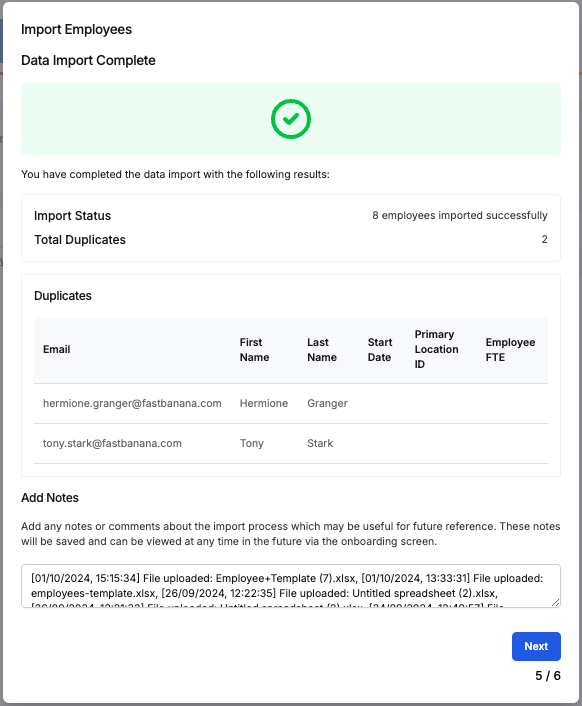 Import Employees
Data Import Complete
You have completed the data import with the following results:
Import Status 8 employees imported successfully
Total Duplicates 2
Duplicates
Email First Name Last Name Start Date Primary Location ID Employee FTE
hermione.granger@fastbanana.com Hermione Granger
tony.stark@fastbanana.com Tony Stark
Add Notes
Add any notes or comments about the import process which may be useful for future reference. These notes
will be saved and can be viewed at any time in the future via the onboarding screen.
[01/10/2024, 15:15:34] File uploaded: Employee+Template (7).xlsx, [01/10/2024, 13:33:31] File uploaded:
employees-template.xlsx, [26/09/2024, 12:22:35] File uploaded: Untitled spreadsheet (2).xlsx,
Next
5 / 6